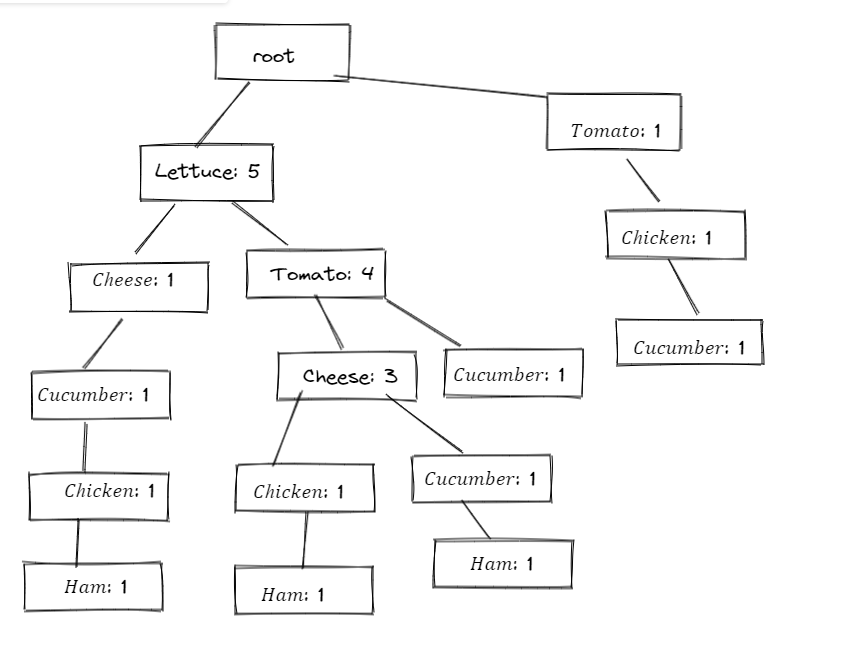 root
Tomato: 1
Lettuce: 5
Chicken: 1
Cheese: 1
Tomato: 4
Cucumber: 1
Cheese: 3
Cucumber: 1
Cucumber: 1
Chicken: 1
Chicken: 1
Cucumber: 1
Ham: 1
Ham: 1
Ham: 1